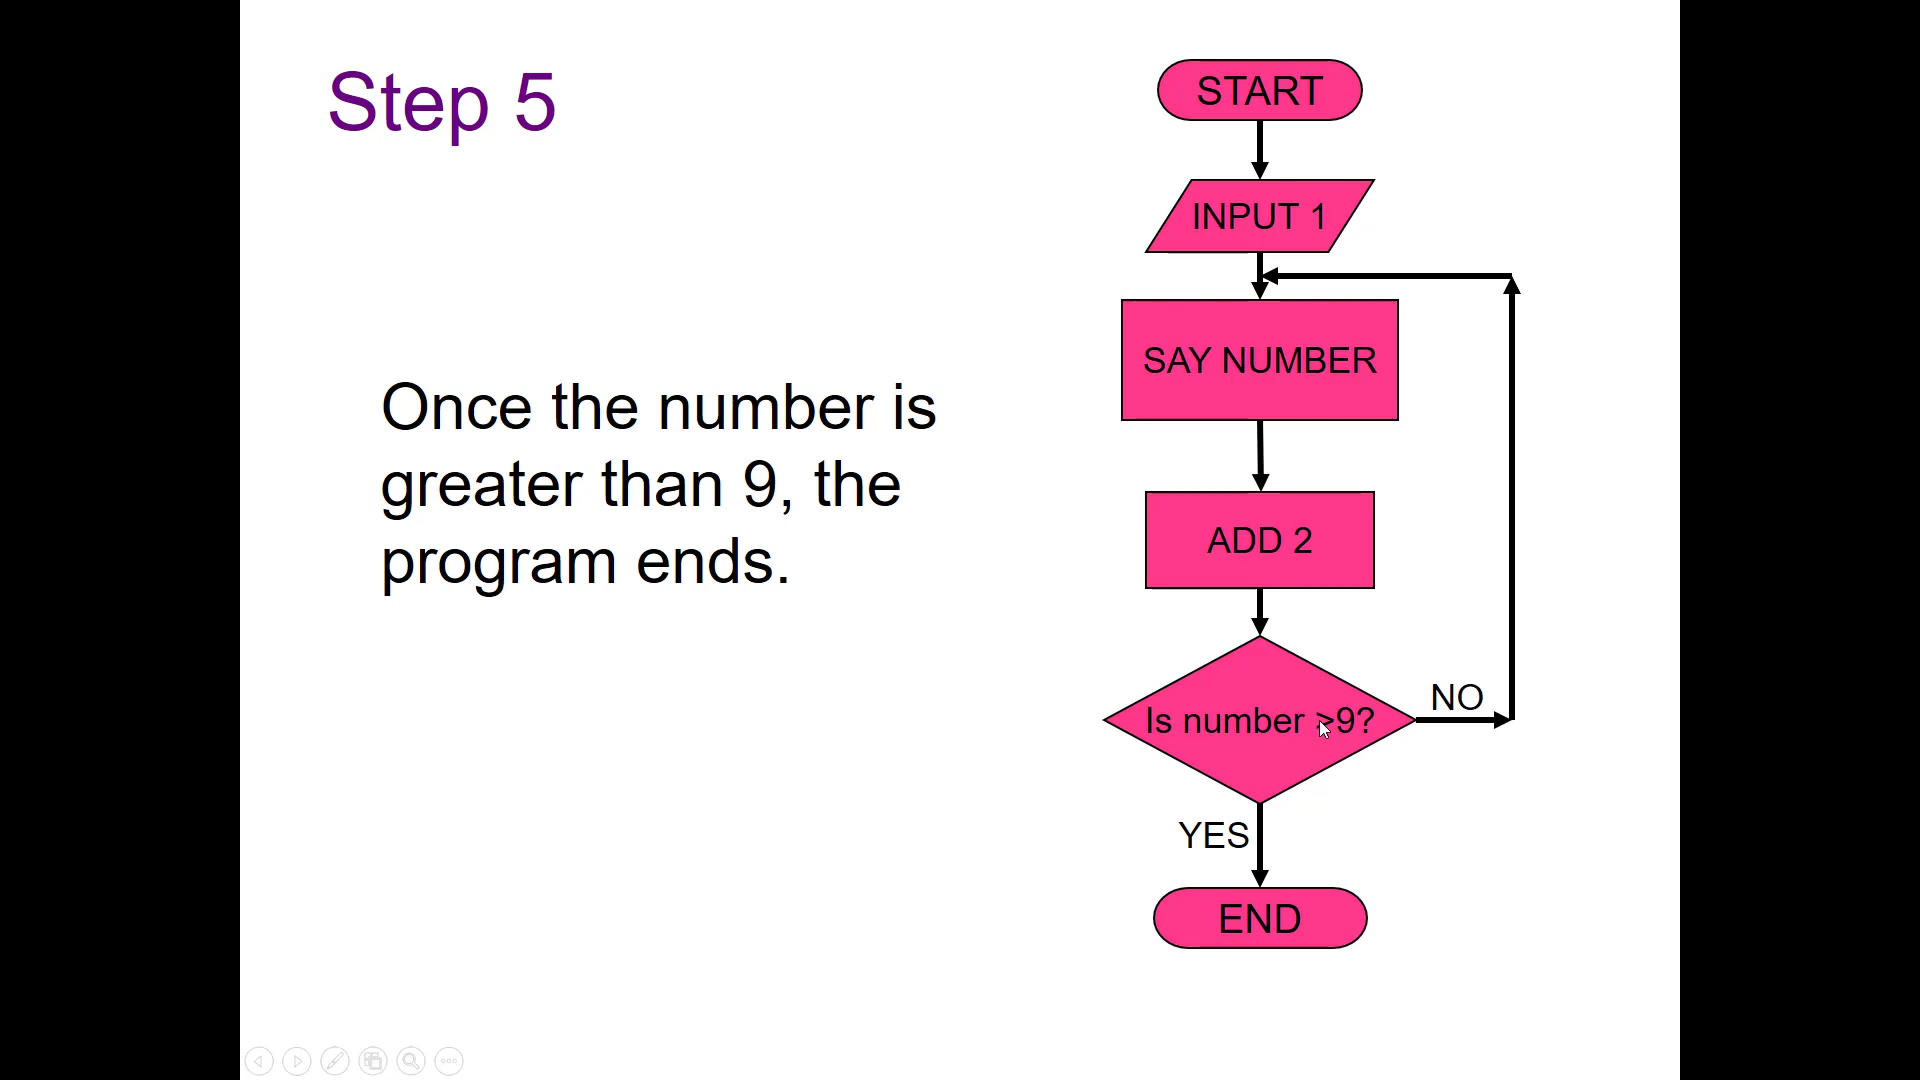 Step 5
Once the number is
greater than 9, the
program ends.
START
INPUT 1
SAY NUMBER
ADD 2
Is number >9?
NO
YES
END